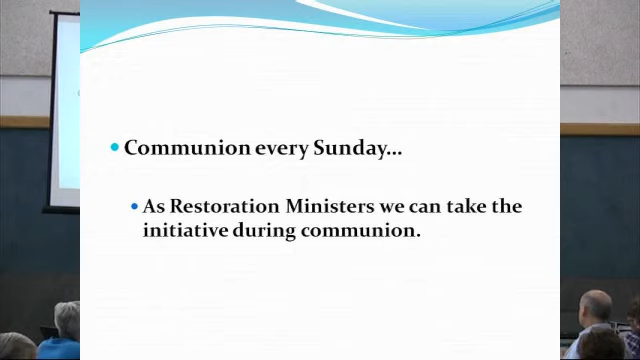 Communion every Sunday...
As Restoration Ministers we can take the
initiative during communion.